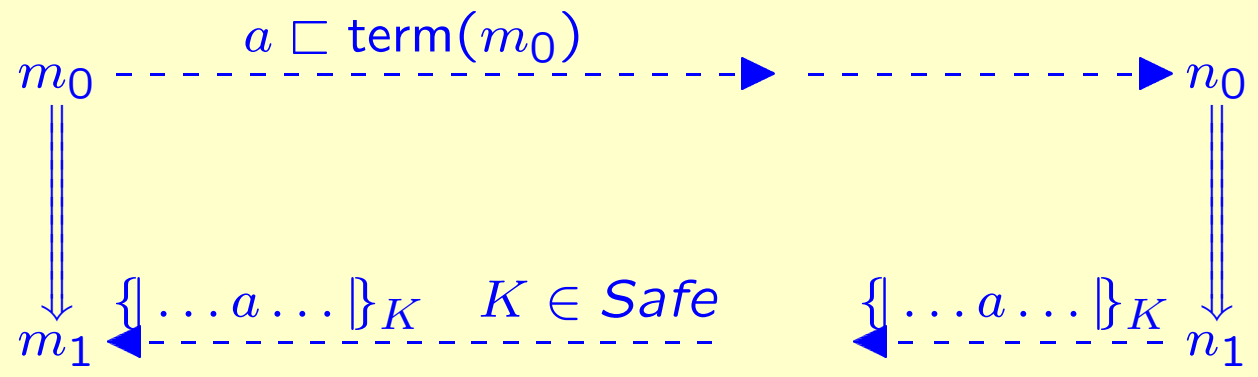 a ⊏ term(m₀)
m₀ n₀
{| … a … |}_K K ∈ Safe {| … a … |}_K
m₁ n₁